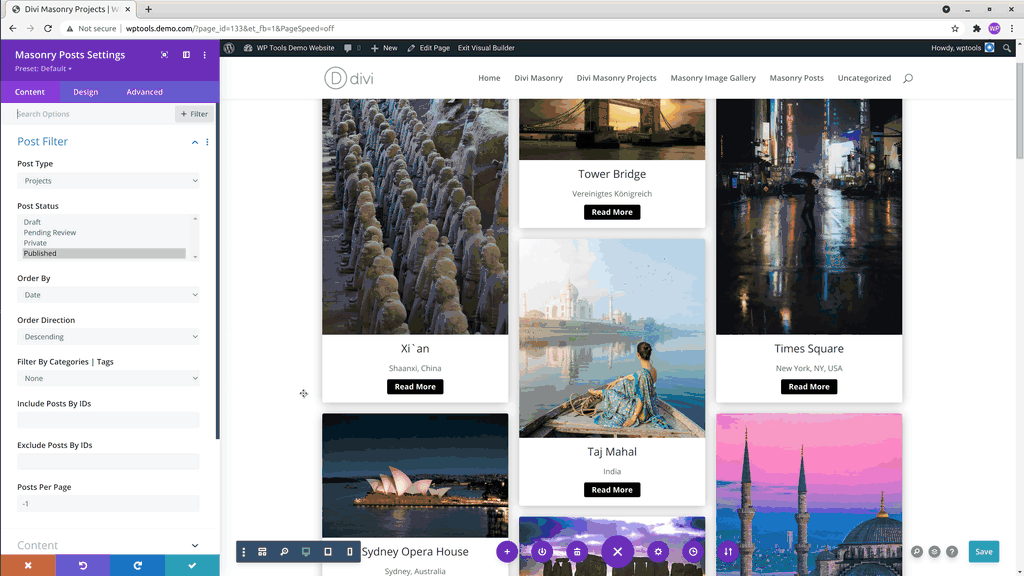 Divi Masonry Projects | W
Not secure
wptools.demo.com/?page_id=133&et_fb=1&PageSpeed=off
WP
Masonry Posts Settings
Preset: Default
Content
Design
Advanced
Search Options
+ Filter
Post Filter
Post Type
Projects
Post Status
Draft
Pending Review
Private
Published
Order By
Date
Order Direction
Descending
Filter By Categories | Tags
None
Include Posts By IDs
Exclude Posts By IDs
Posts Per Page
-1
Content
WP Tools Demo Website
0
New
Edit Page
Exit Visual Builder
Howdy, wptools
D divi
Home
Divi Masonry
Divi Masonry Projects
Masonry Image Gallery
Masonry Posts
Uncategorized
Xi`an
Shaanxi, China
Read More
Sydney Opera House
Sydney, Australia
Tower Bridge
Vereinigtes Königreich
Read More
Taj Mahal
India
Read More
Times Square
New York, NY, USA
Read More
Save